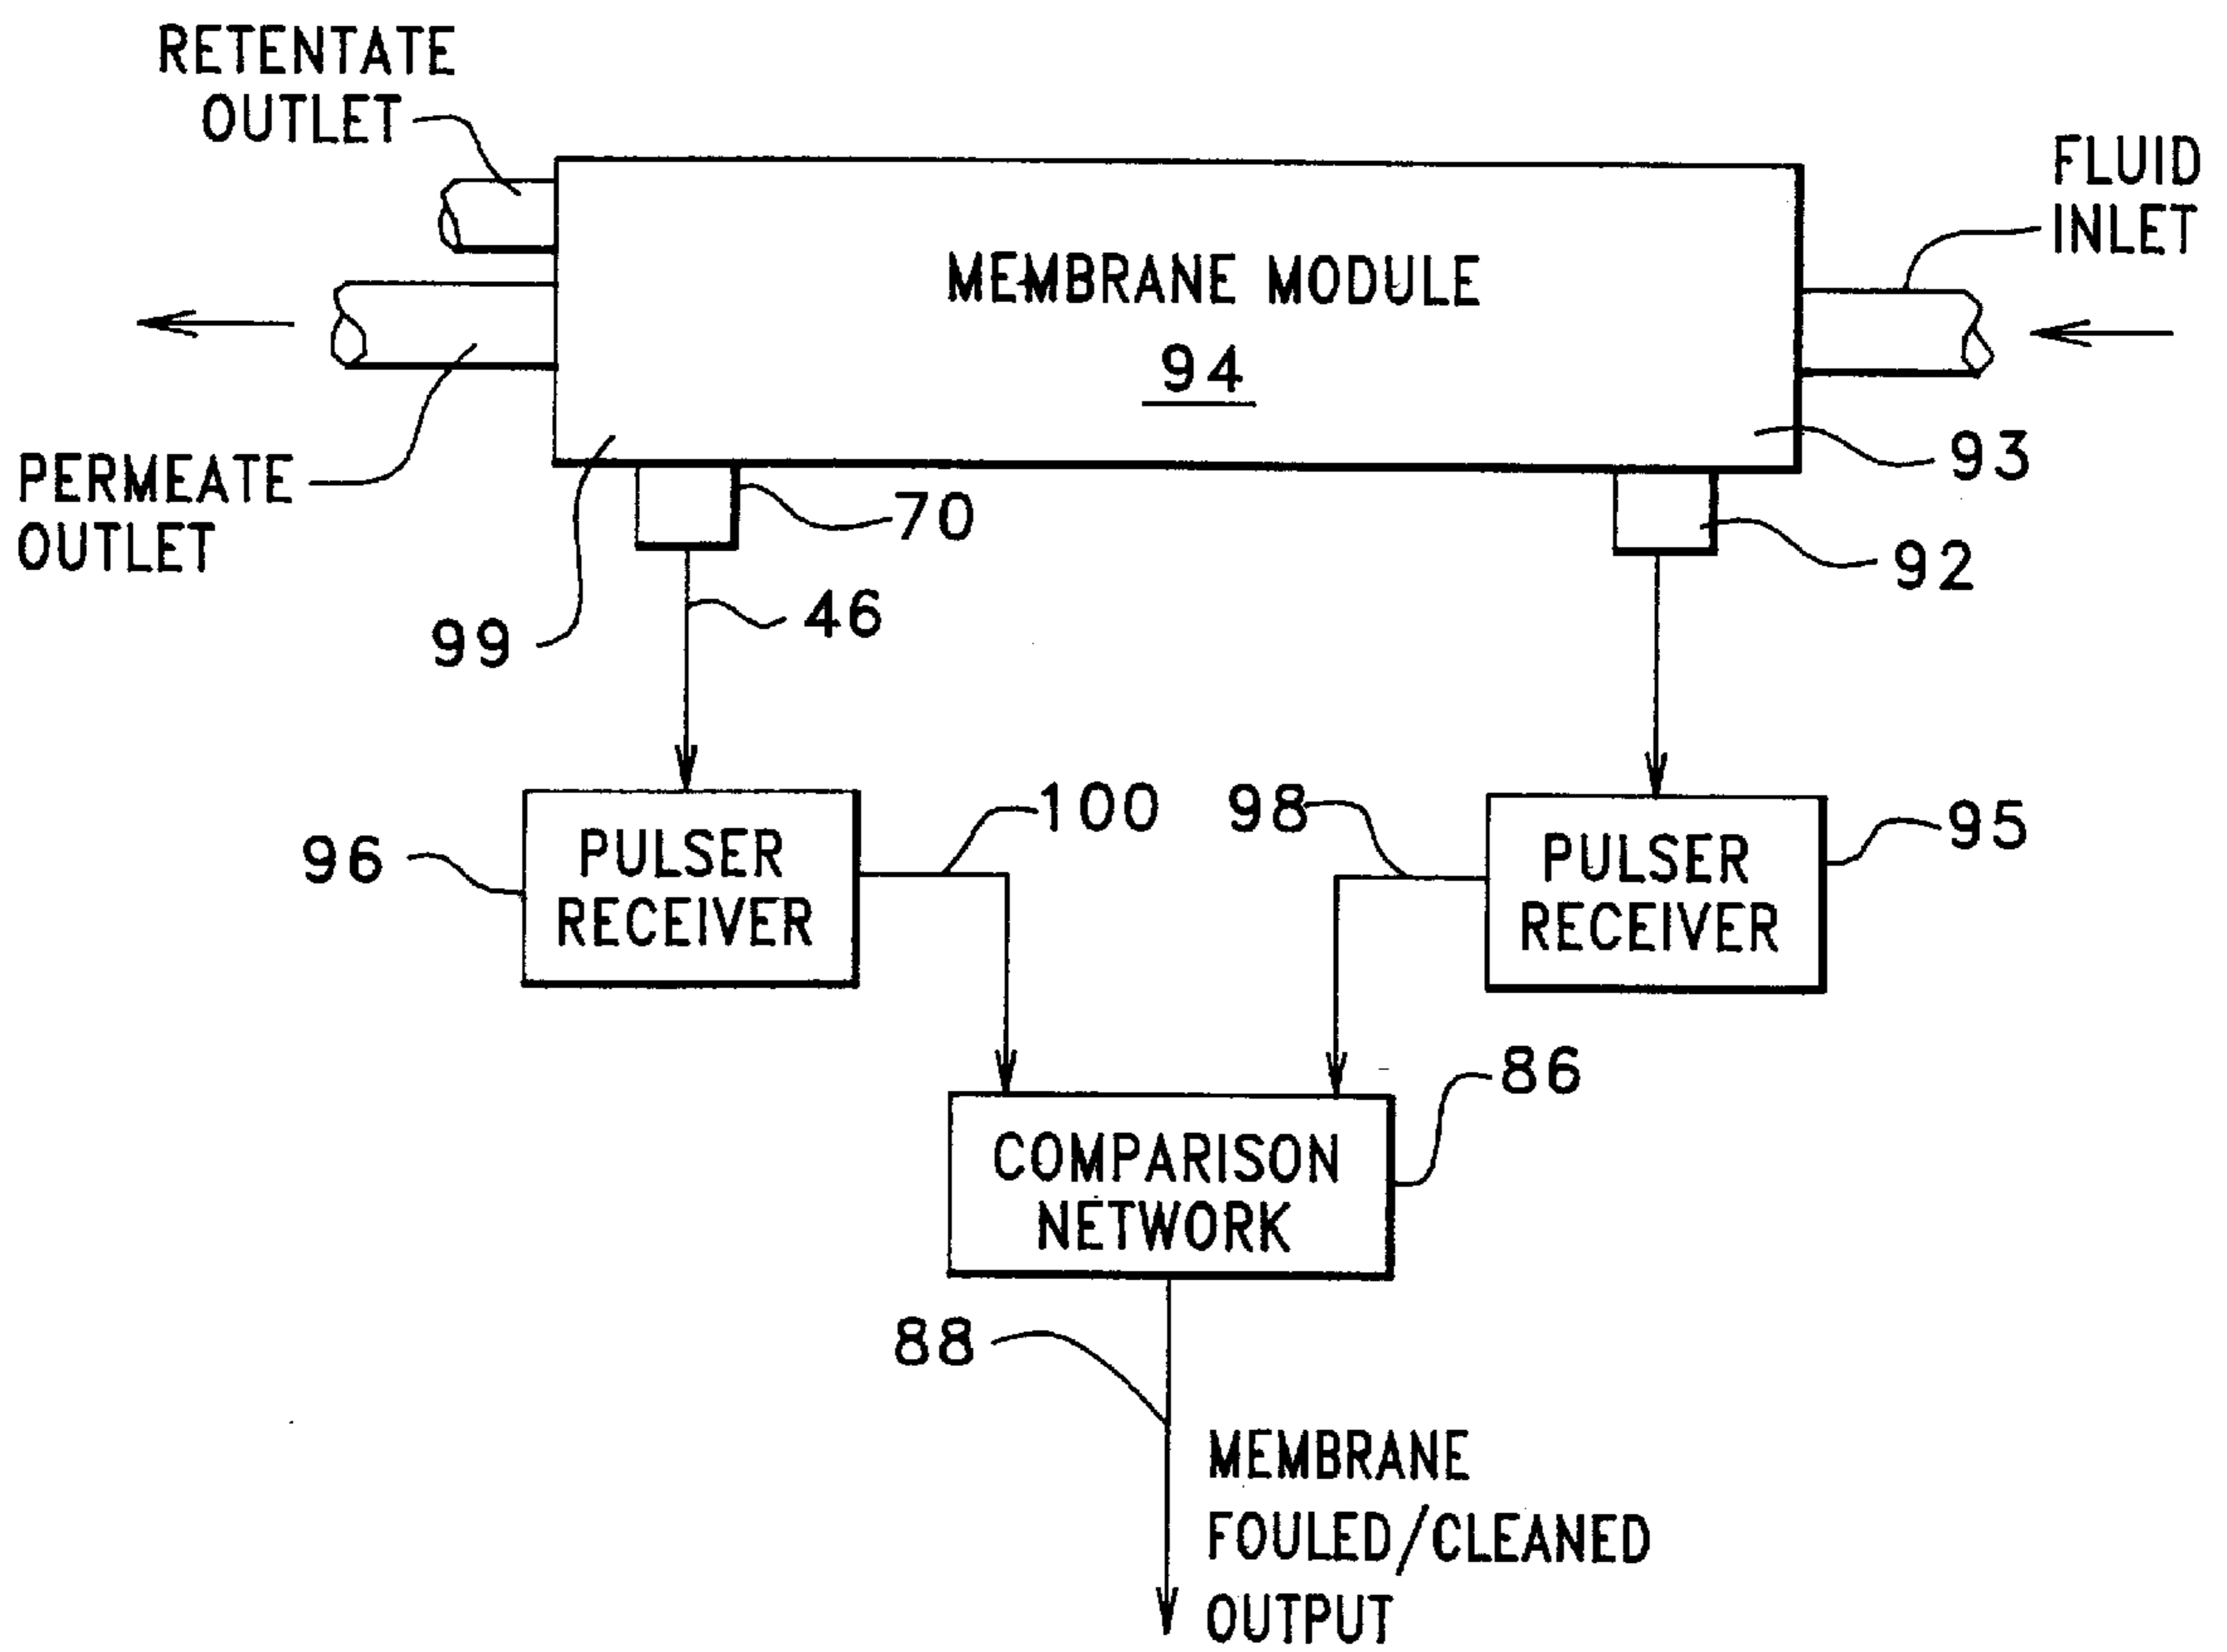 RETENTATE
OUTLET
FLUID
INLET
MEMBRANE MODULE
94
93
PERMEATE
OUTLET
70
92
46
99
100
98
95
96
PULSER
RECEIVER
PULSER
RECEIVER
86
COMPARISON
NETWORK
88
MEMBRANE
FOULED/CLEANED
OUTPUT